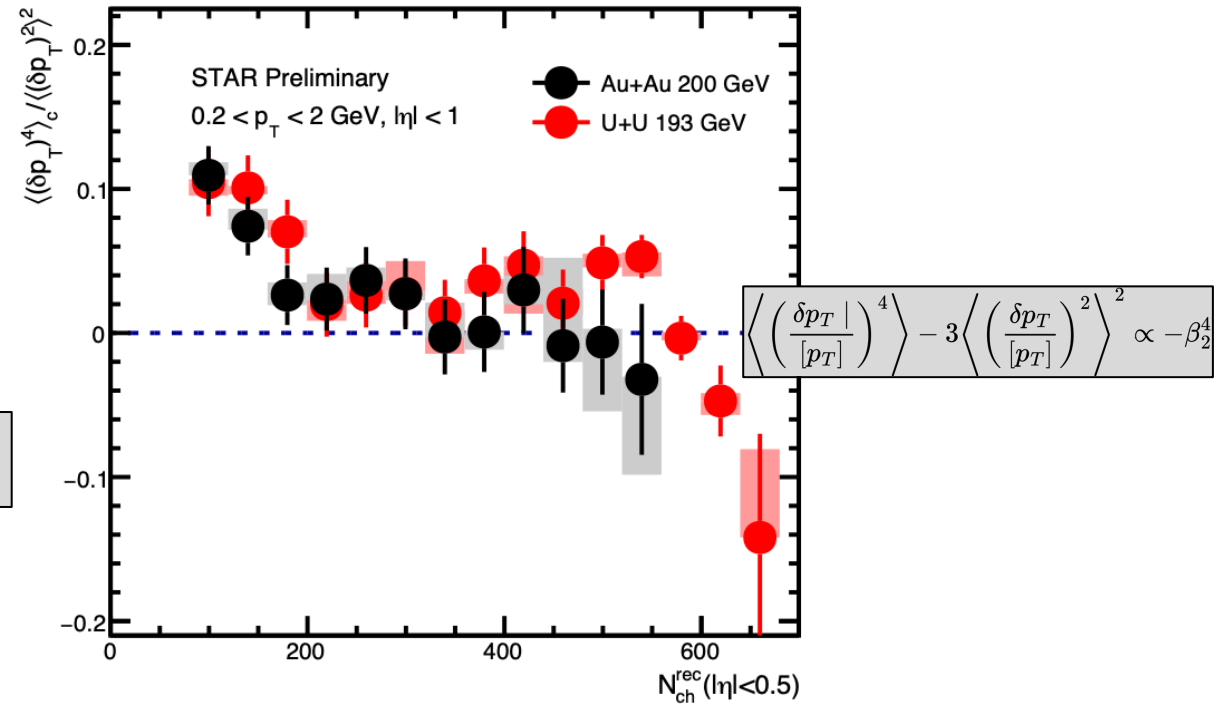 ⟨(δp_T)^4⟩_c/⟨(δp_T)^2⟩^2
0.2
0.1
0
−0.1
−0.2
STAR Preliminary
0.2 < p_T < 2 GeV, |η| < 1
Au+Au 200 GeV
U+U 193 GeV
⟨(δp_T |/[p_T])^4⟩ − 3⟨(δp_T/[p_T])^2⟩^2 ∝ −β_2^4
0 200 400 600
N_ch^rec(|η|<0.5)